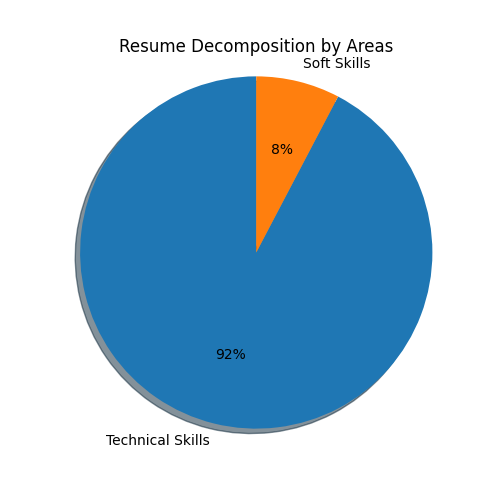 Resume Decomposition by Areas
Soft Skills
8%
92%
Technical Skills